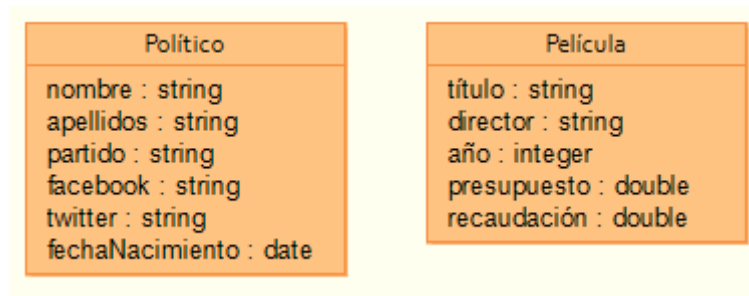 Político
nombre : string
apellidos : string
partido : string
facebook : string
twitter : string
fechaNacimiento : date
Película
título : string
director : string
año : integer
presupuesto : double
recaudación : double